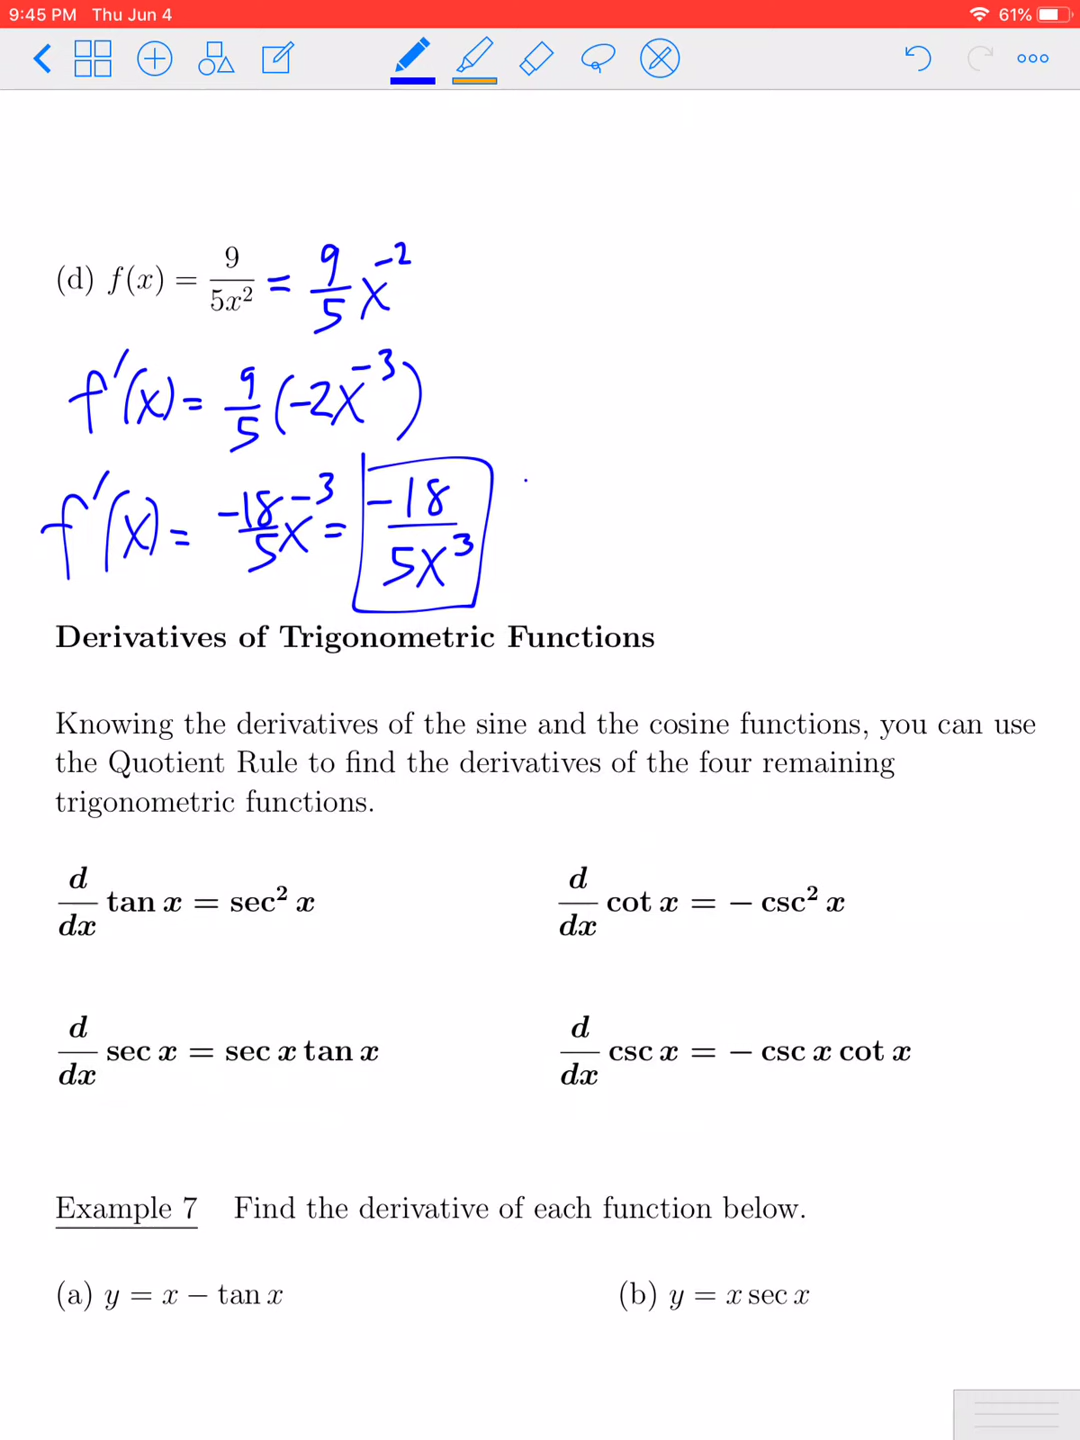 9:45 PM Thu Jun 4 61%
(d) f(x) = 9/(5x²) = 9/5 x⁻²
f'(x) = 9/5 (-2x⁻³)
f'(x) = -18/5 x⁻³ = -18/(5x³)
Derivatives of Trigonometric Functions
Knowing the derivatives of the sine and the cosine functions, you can use
the Quotient Rule to find the derivatives of the four remaining
trigonometric functions.
d/dx tan x = sec² x d/dx cot x = − csc² x
d/dx sec x = sec x tan x d/dx csc x = − csc x cot x
Example 7 Find the derivative of each function below.
(a) y = x − tan x (b) y = x sec x